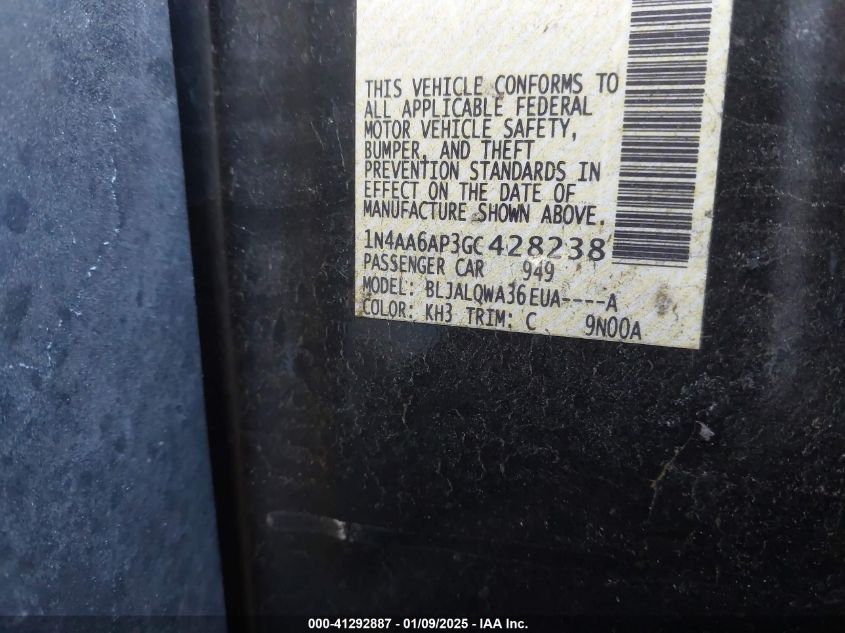 THIS VEHICLE CONFORMS TO
ALL APPLICABLE FEDERAL
MOTOR VEHICLE SAFETY,
BUMPER, AND THEFT
PREVENTION STANDARDS IN
EFFECT ON THE DATE OF
MANUFACTURE SHOWN ABOVE.
1N4AA6AP3GC428238
PASSENGER CAR 949
MODEL: BLJALQWA36EUA----A
COLOR: KH3 TRIM: C 9N00A
000-41292887 - 01/09/2025 - IAA Inc.